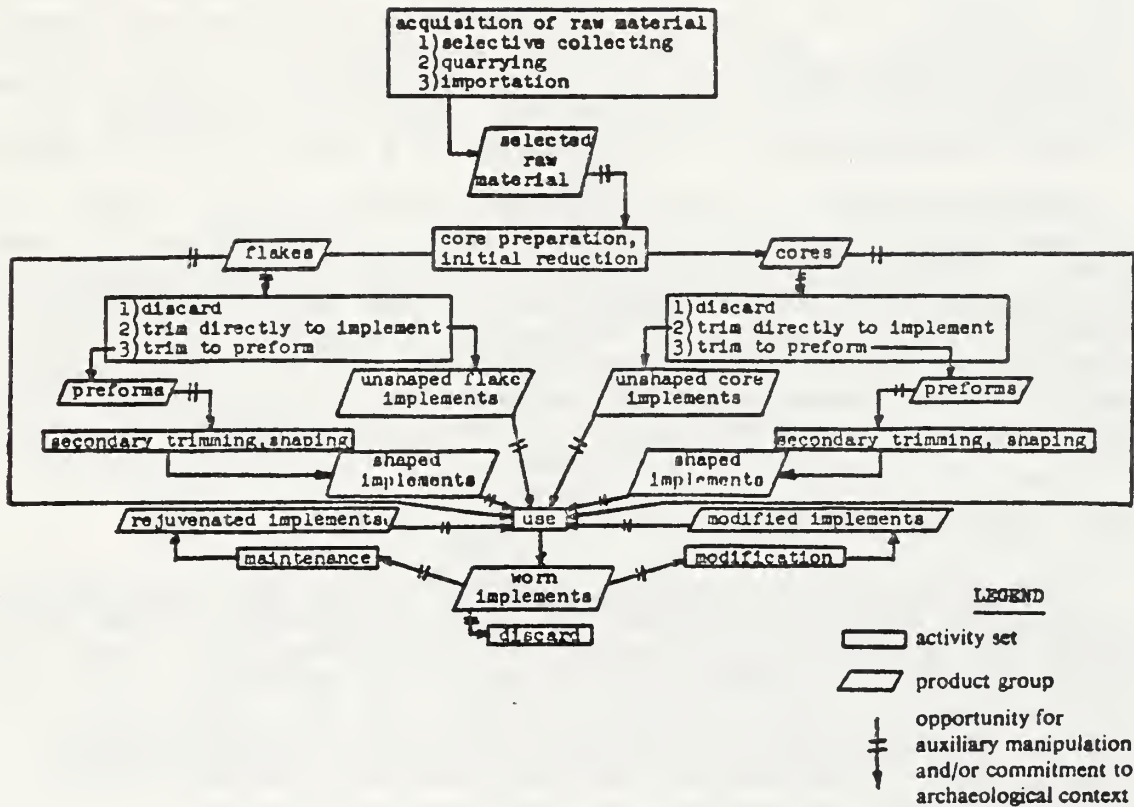 acquisition of raw material
1)selective collecting
2)quarrying
3)importation
selected
raw
material
core preparation,
initial reduction
flakes
cores
1)discard
2)trim directly to implement
3)trim to preform
1)discard
2)trim directly to implement
3)trim to preform
preforms
unshaped flake
implements
unshaped core
implements
preforms
secondary trimming,shaping
secondary trimming, shaping
shaped
implements
shaped
implements
rejuvenated implements
use
modified implements
maintenance
modification
worn
implements
discard
LEGEND
activity set
product group
opportunity for
auxiliary manipulation
and/or commitment to
archaeological context